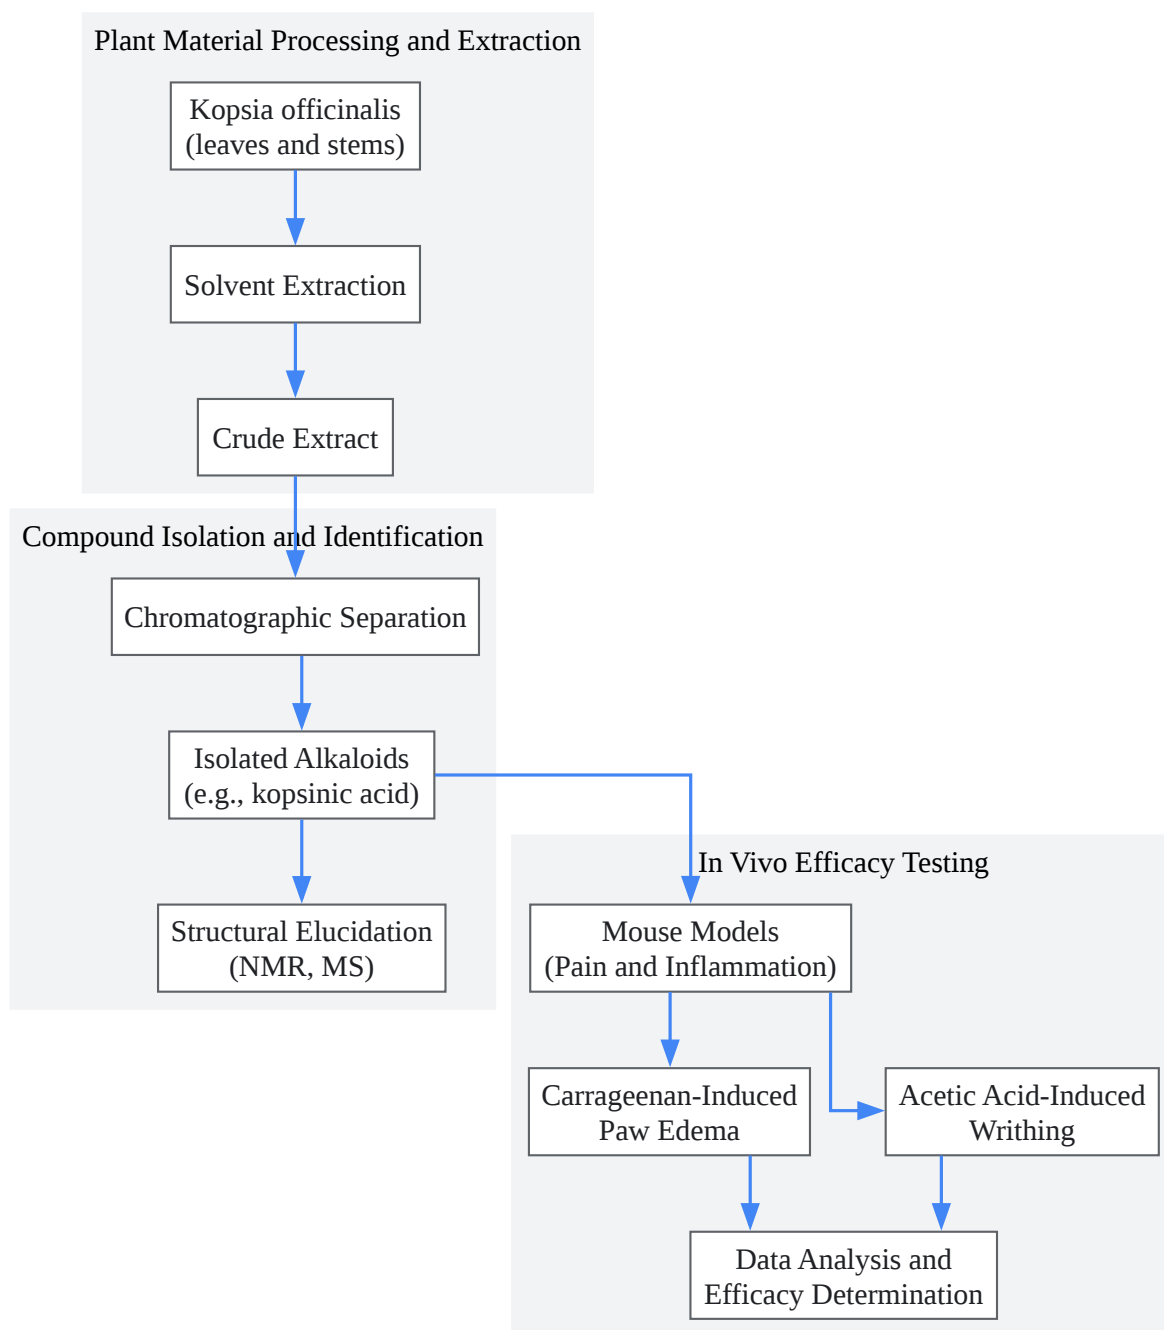 Plant Material Processing and Extraction
Kopsia officinalis
(leaves and stems)
Solvent Extraction
Crude Extract
Compound Isolation and Identification
Chromatographic Separation
Isolated Alkaloids
(e.g., kopsinic acid)
Structural Elucidation
(NMR, MS)
In Vivo Efficacy Testing
Mouse Models
(Pain and Inflammation)
Carrageenan-Induced
Paw Edema
Acetic Acid-Induced
Writhing
Data Analysis and
Efficacy Determination